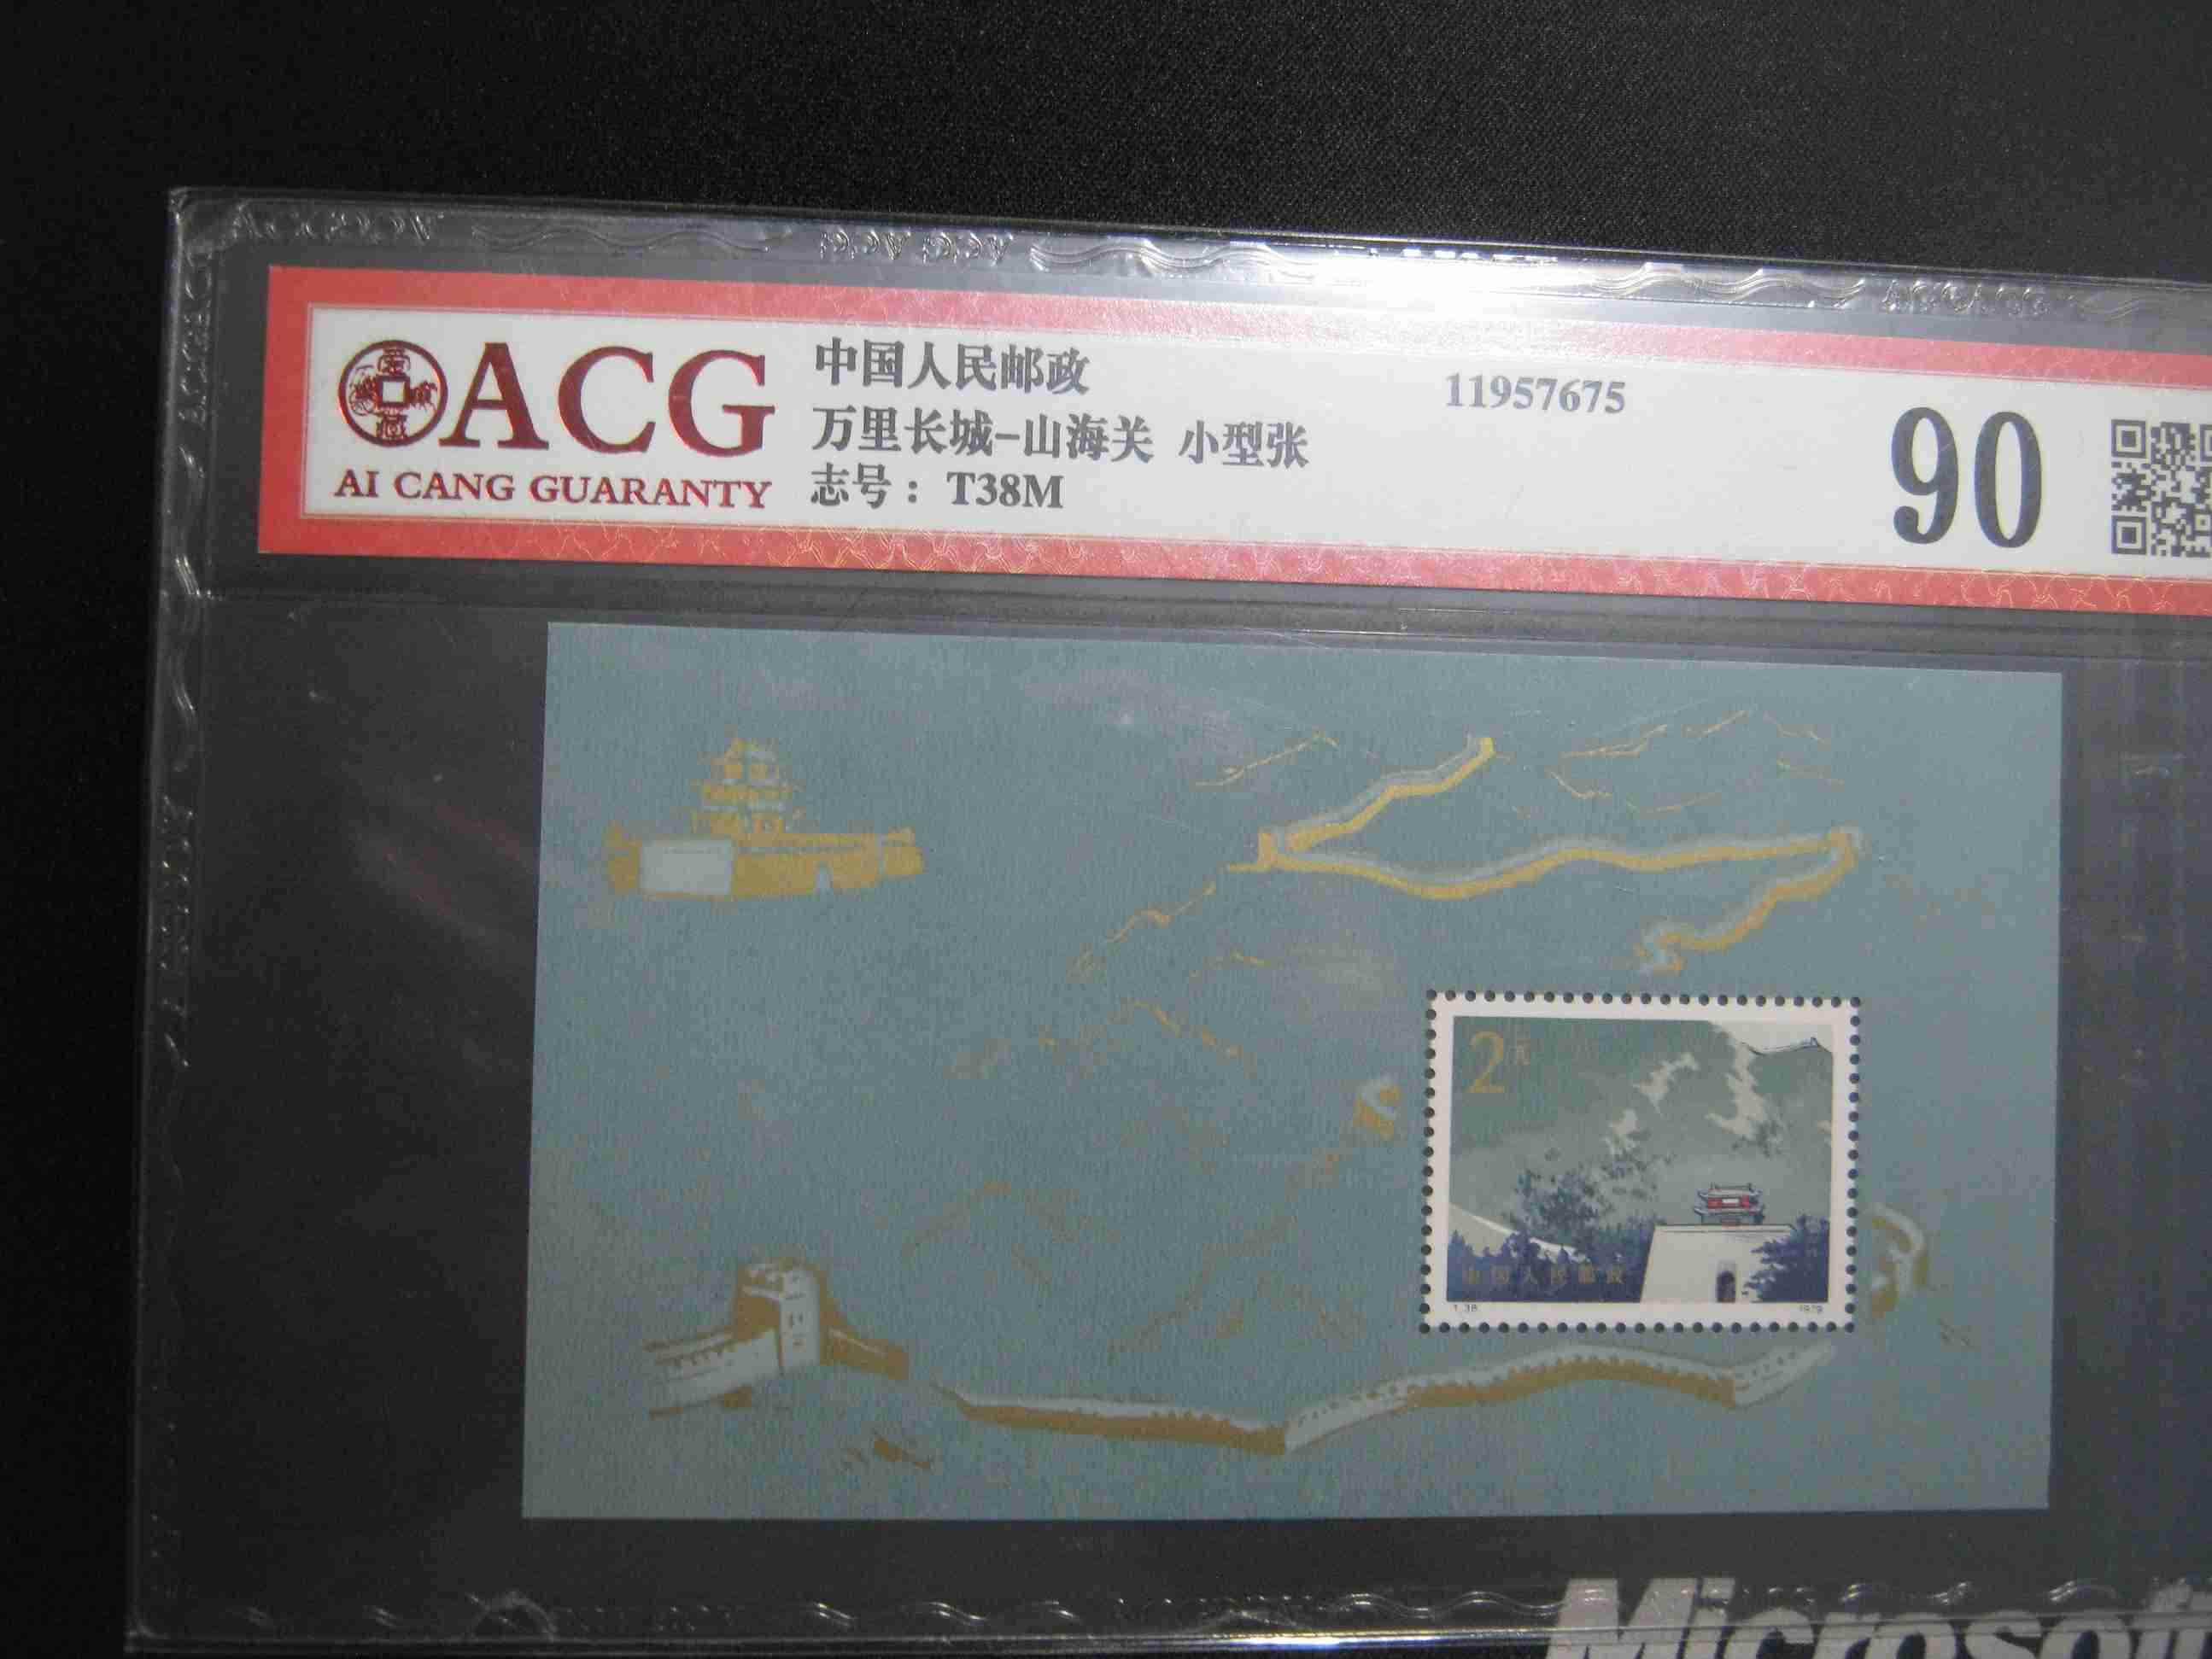 ACG
AI CANG GUARANTY
中国人民邮政
万里长城-山海关 小型张
志号：T38M
11957675
90
2元
中国人民邮政
T.38
1979
Microsoft